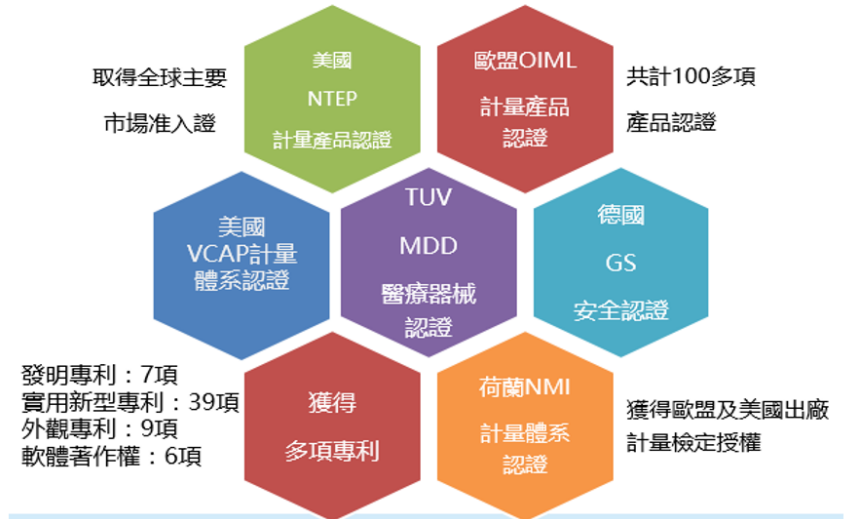 取得全球主要
市場准入證
美國
NTEP
計量產品認證
歐盟OIML
計量產品
認證
共計100多項
產品認證
美國
VCAP計量
體系認證
TUV
MDD
醫療器械
認證
德國
GS
安全認證
發明專利：7項
實用新型專利：39項
外觀專利：9項
軟體著作權：6項
獲得
多項專利
荷蘭NMI
計量體系
認證
獲得歐盟及美國出廠
計量檢定授權